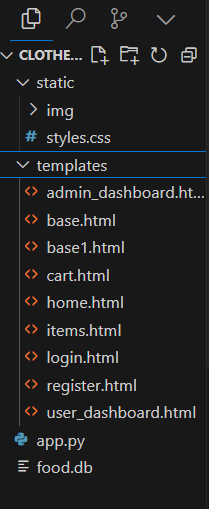 CLOTHE...
static
img
# styles.css
templates
<> admin_dashboard.ht...
<> base.html
<> base1.html
<> cart.html
<> home.html
<> items.html
<> login.html
<> register.html
<> user_dashboard.html
app.py
food.db